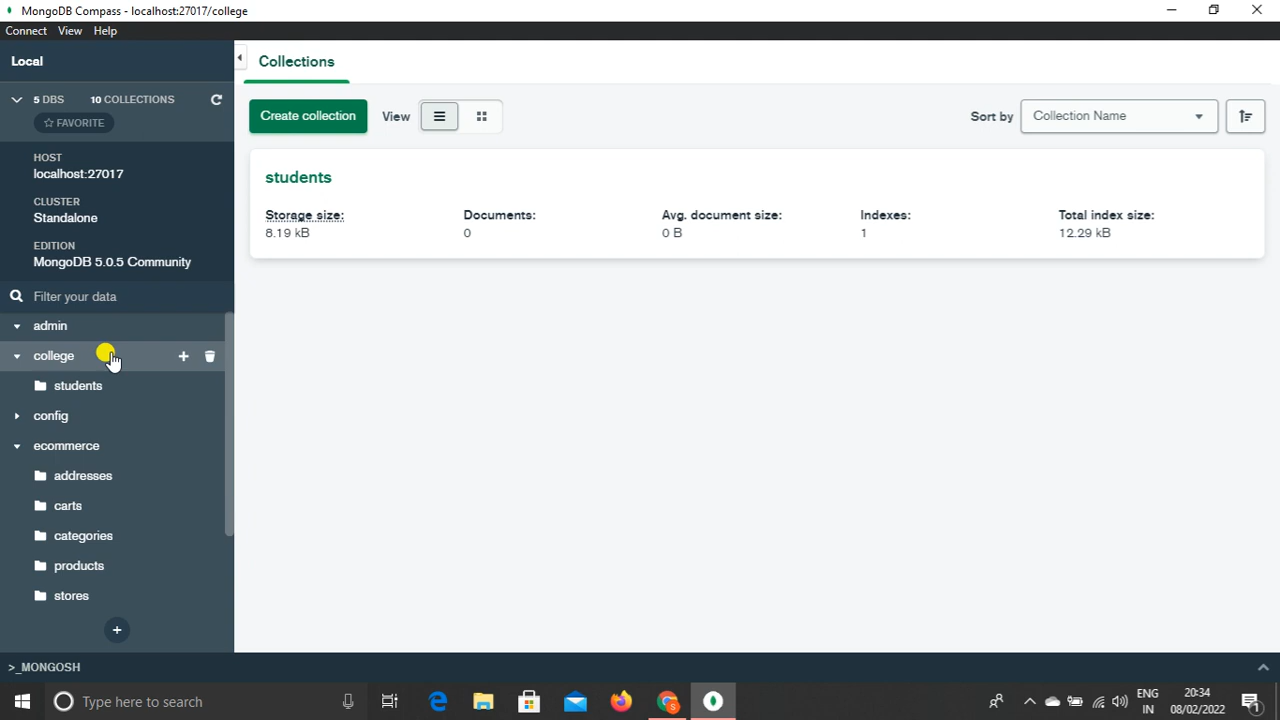 MongoDB Compass - localhost:27017/college
Connect View Help
Local
Collections
5 DBS 10 COLLECTIONS
FAVORITE
Create collection View Sort by Collection Name
HOST
localhost:27017
CLUSTER
Standalone
EDITION
MongoDB 5.0.5 Community
students
Storage size: Documents: Avg. document size: Indexes: Total index size:
8.19 kB 0 0 B 1 12.29 kB
Filter your data
admin
college
students
config
ecommerce
addresses
carts
categories
products
stores
>_MONGOSH
Type here to search
ENG 20:34
IN 08/02/2022
1